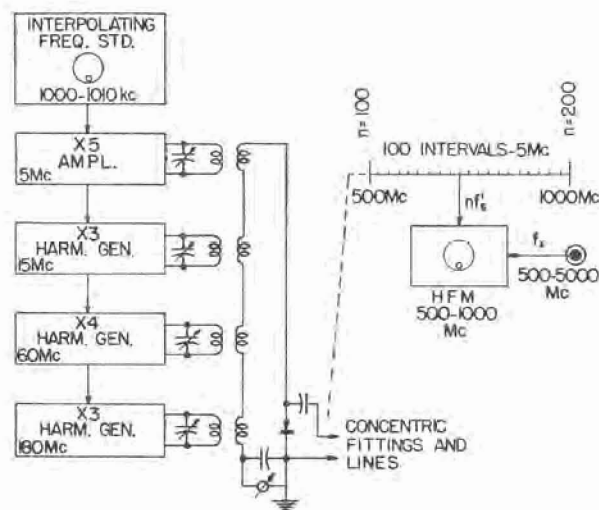 INTERPOLATING
FREQ. STD.
1000-1010 kc
X5
AMPL.
5Mc
X3
HARM. GEN.
15Mc
X4
HARM. GEN.
60Mc
X3
HARM. GEN.
180Mc
CONCENTRIC
FITTINGS AND
LINES
n=100
n=200
100 INTERVALS-5Mc
500Mc
1000Mc
nf's
fx
HFM
500-1000
Mc
500-5000
Mc